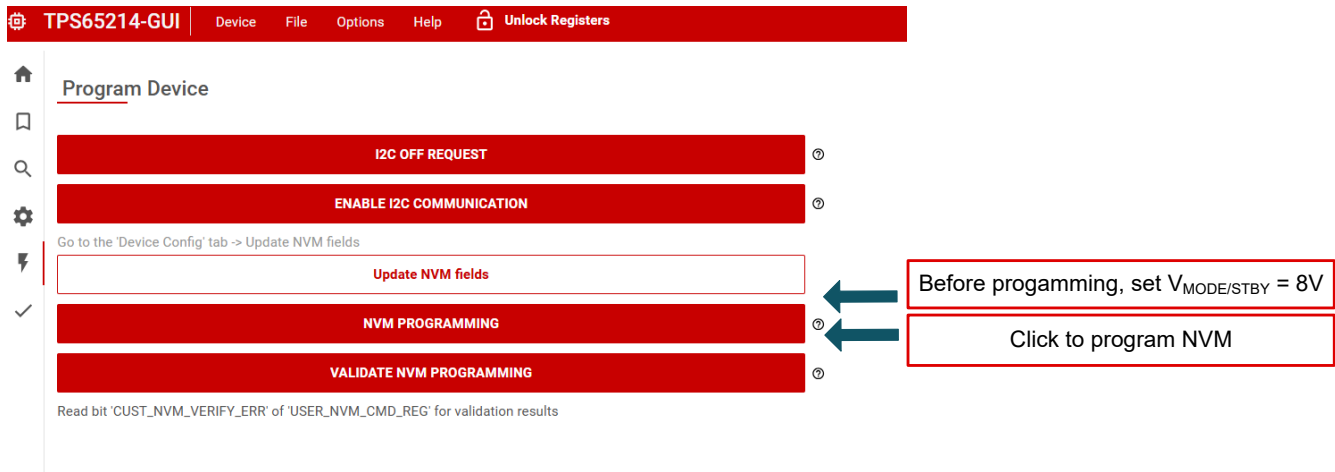 TPS65214-GUI Device File Options Help Unlock Registers
Program Device
I2C OFF REQUEST
ENABLE I2C COMMUNICATION
Go to the 'Device Config' tab -> Update NVM fields
Update NVM fields
Before progamming, set VMODE/STBY = 8V
NVM PROGRAMMING
Click to program NVM
VALIDATE NVM PROGRAMMING
Read bit 'CUST_NVM_VERIFY_ERR' of 'USER_NVM_CMD_REG' for validation results